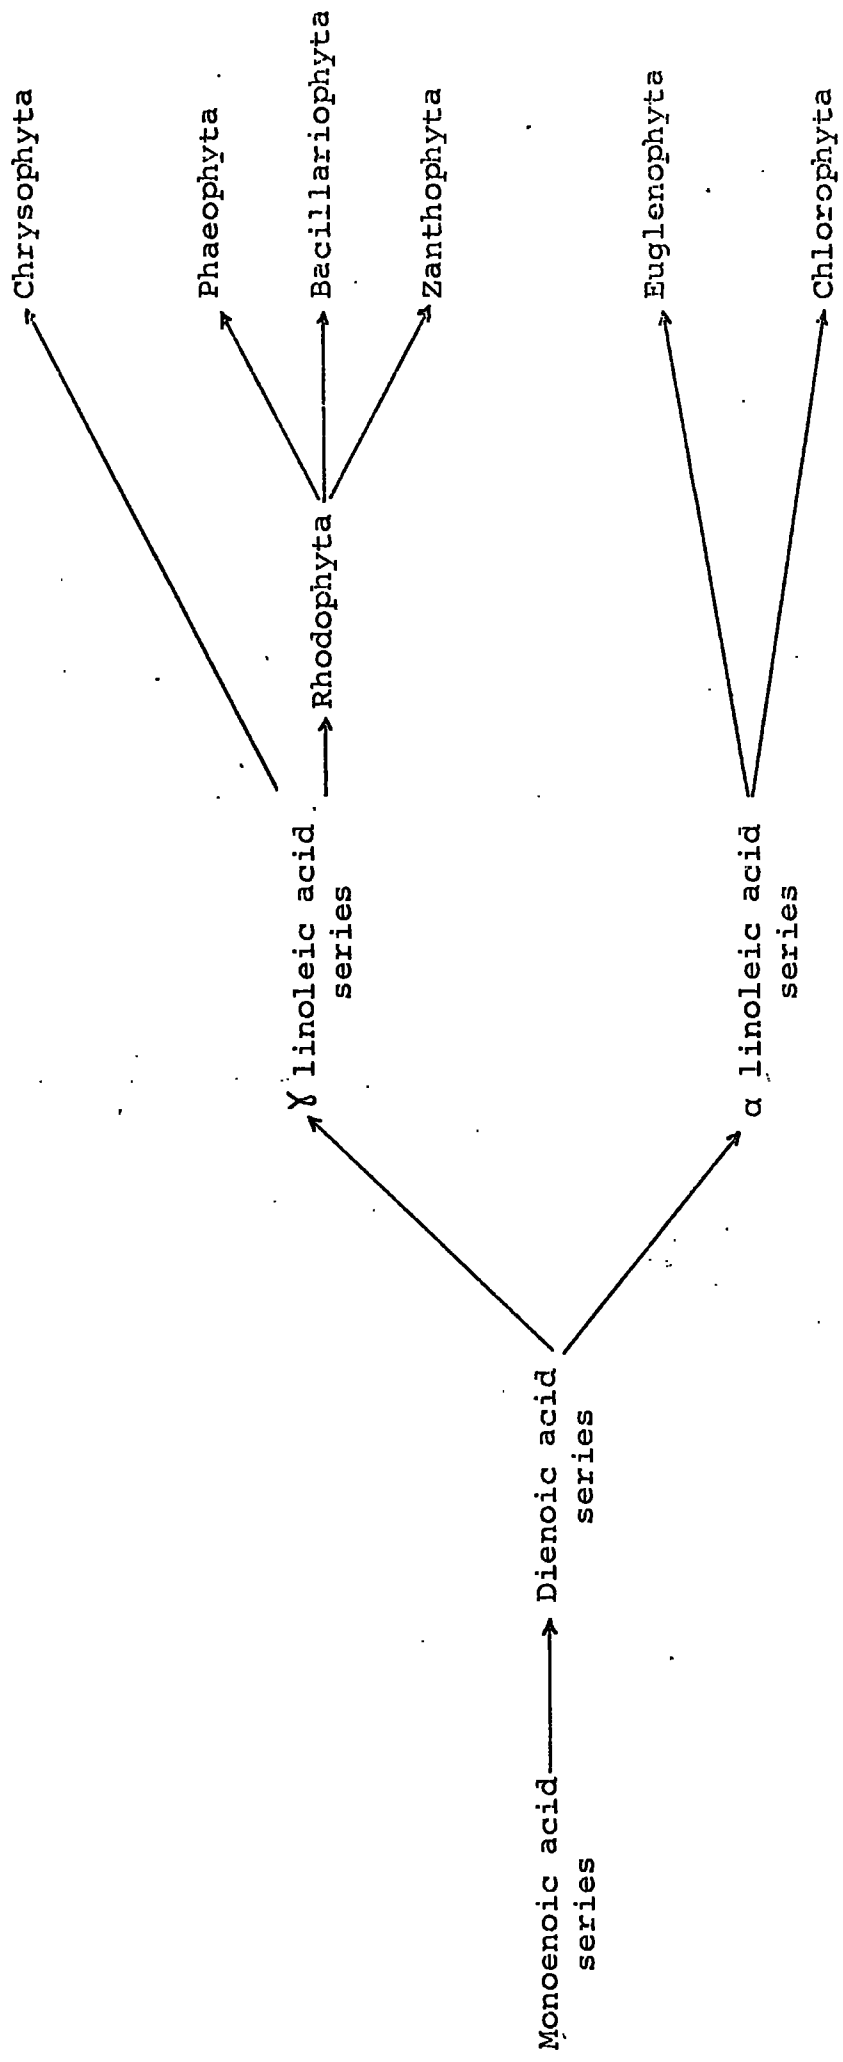 Chrysophyta
Phaeophyta
Bacillariophyta
Zanthophyta
Rhodophyta
ɣ linoleic acid
series
Euglenophyta
Chlorophyta
α linoleic acid
series
Dienoic acid
series
Monoenoic acid
series